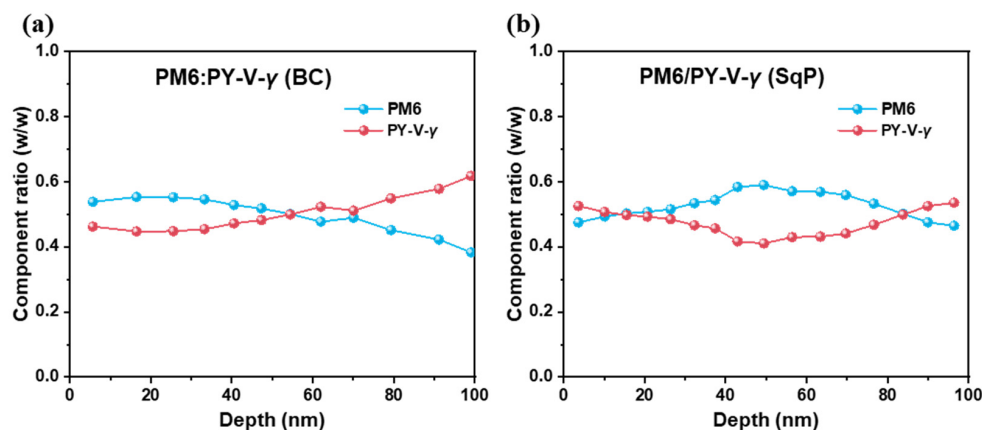 (a)
PM6:PY-V-γ (BC)
PM6
PY-V-γ
Component ratio (w/w)
1.0
0.8
0.6
0.4
0.2
0.0
0 20 40 60 80 100
Depth (nm)
(b)
PM6/PY-V-γ (SqP)
PM6
PY-V-γ
Component ratio (w/w)
1.0
0.8
0.6
0.4
0.2
0.0
0 20 40 60 80 100
Depth (nm)